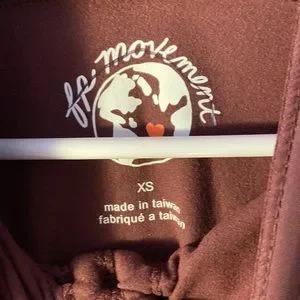 fp movement
XS
made in taiwan
fabriqué a taiwan